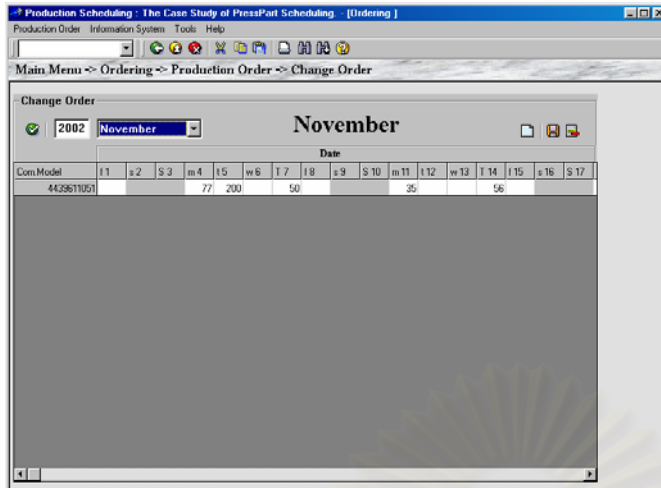 Production Scheduling : The Case Study of PressPart Scheduling. - [Ordering ]
Production Order Information System Tools Help
Main Menu -> Ordering -> Production Order -> Change Order
Change Order
2002 November November
Date
Com.Model f 1 s 2 S 3 m 4 t 5 w 6 T 7 f 8 s 9 S 10 m 11 t 12 w 13 T 14 f 15 s 16 S 17
4439611051 77 200 50 35 56